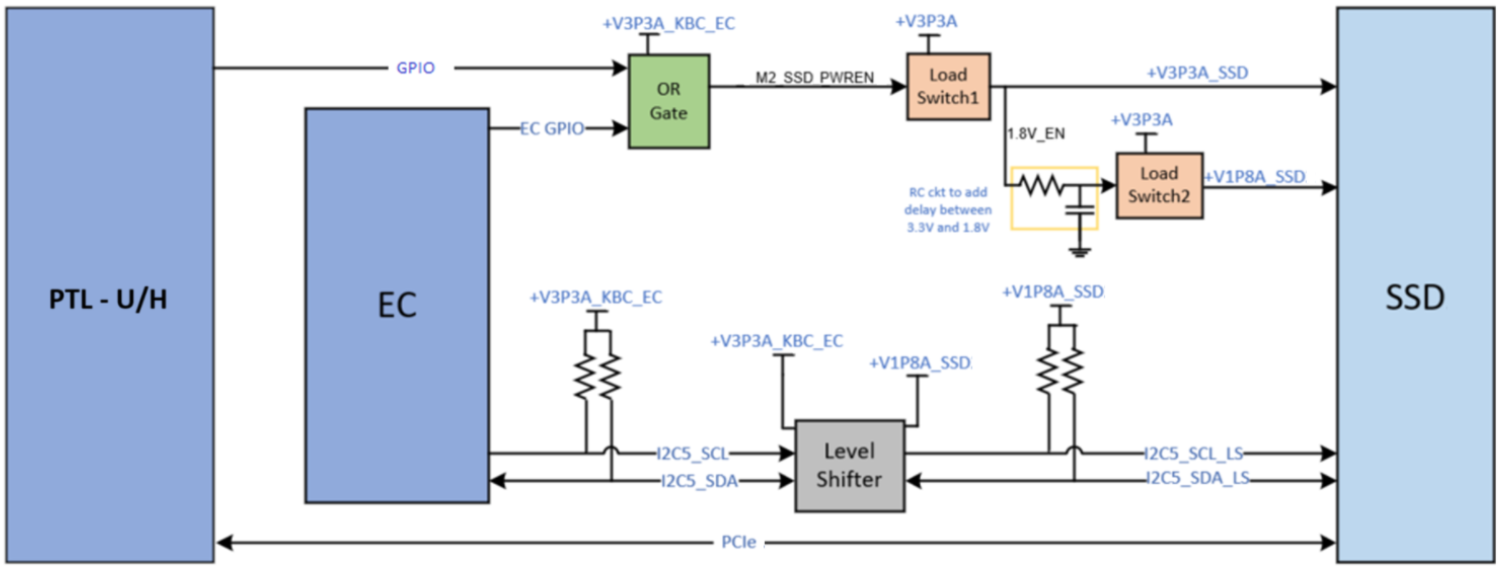 +V3P3A_KBC_EC
+V3P3A
GPIO
OR
Gate
M2_SSD_PWREN
Load
Switch1
+V3P3A_SSD
EC GPIO
1.8V_EN
+V3P3A
RC ckt to add
delay between
3.3V and 1.8V
Load
Switch2
+V1P8A_SSD
PTL - U/H
EC
SSD
+V3P3A_KBC_EC
+V1P8A_SSD
+V3P3A_KBC_EC
+V1P8A_SSD
I2C5_SCL
I2C5_SDA
Level
Shifter
I2C5_SCL_LS
I2C5_SDA_LS
PCIe